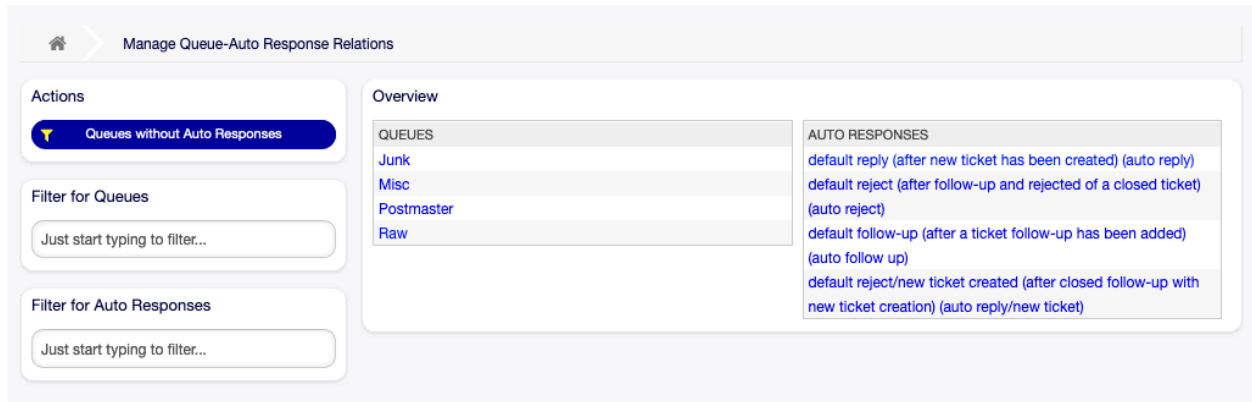 Manage Queue-Auto Response Relations
Actions
Queues without Auto Responses
Filter for Queues
Just start typing to filter...
Filter for Auto Responses
Just start typing to filter...
Overview
QUEUES
Junk
Misc
Postmaster
Raw
AUTO RESPONSES
default reply (after new ticket has been created) (auto reply)
default reject (after follow-up and rejected of a closed ticket)
(auto reject)
default follow-up (after a ticket follow-up has been added)
(auto follow up)
default reject/new ticket created (after closed follow-up with
new ticket creation) (auto reply/new ticket)